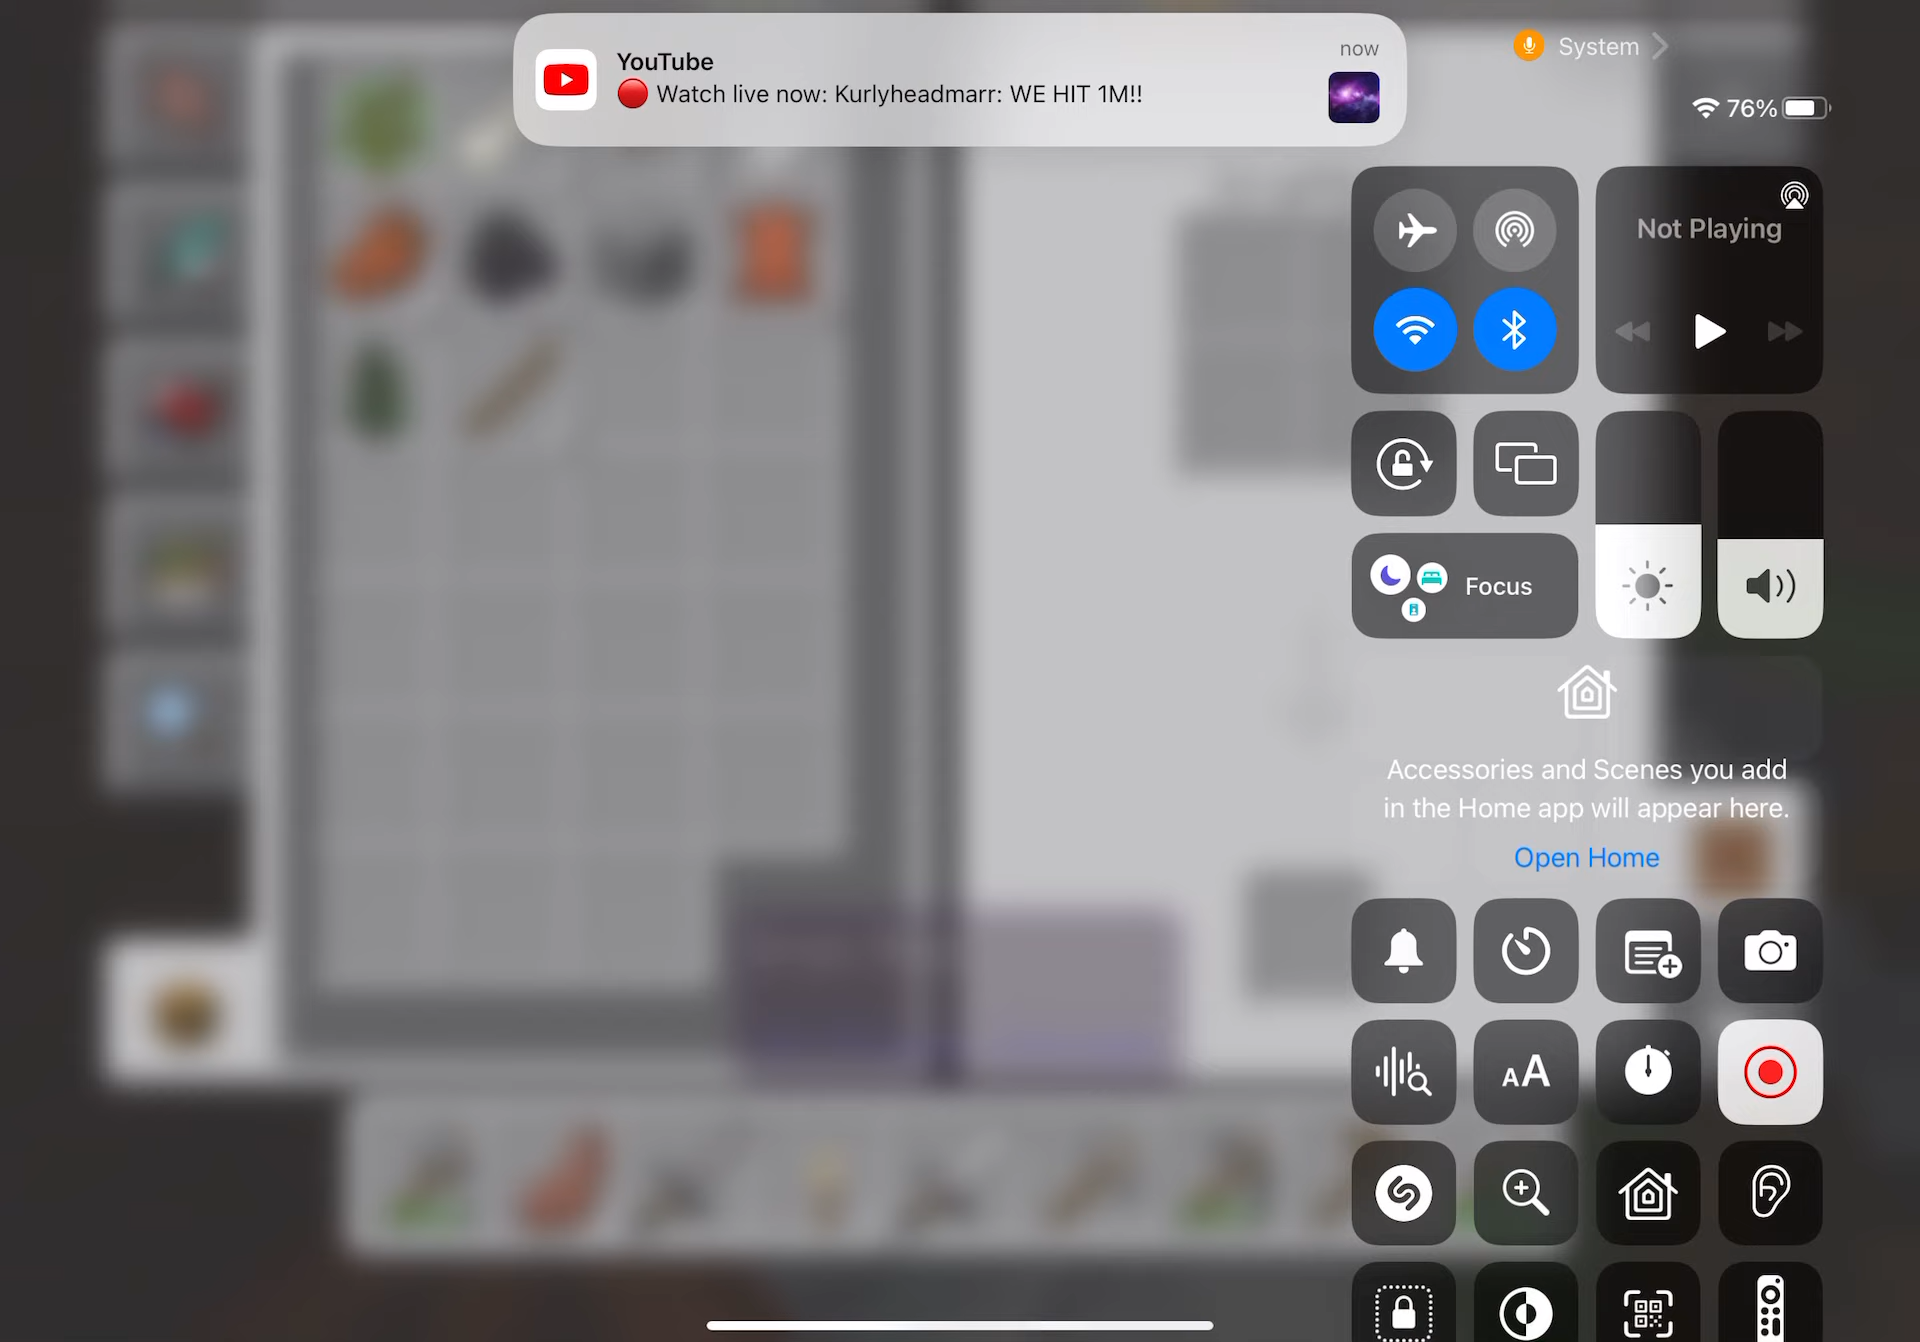 YouTube
now
🔴 Watch live now: Kurlyheadmarr: WE HIT 1M!!
System
76%
Not Playing
Focus
Accessories and Scenes you add
in the Home app will appear here.
Open Home
AA